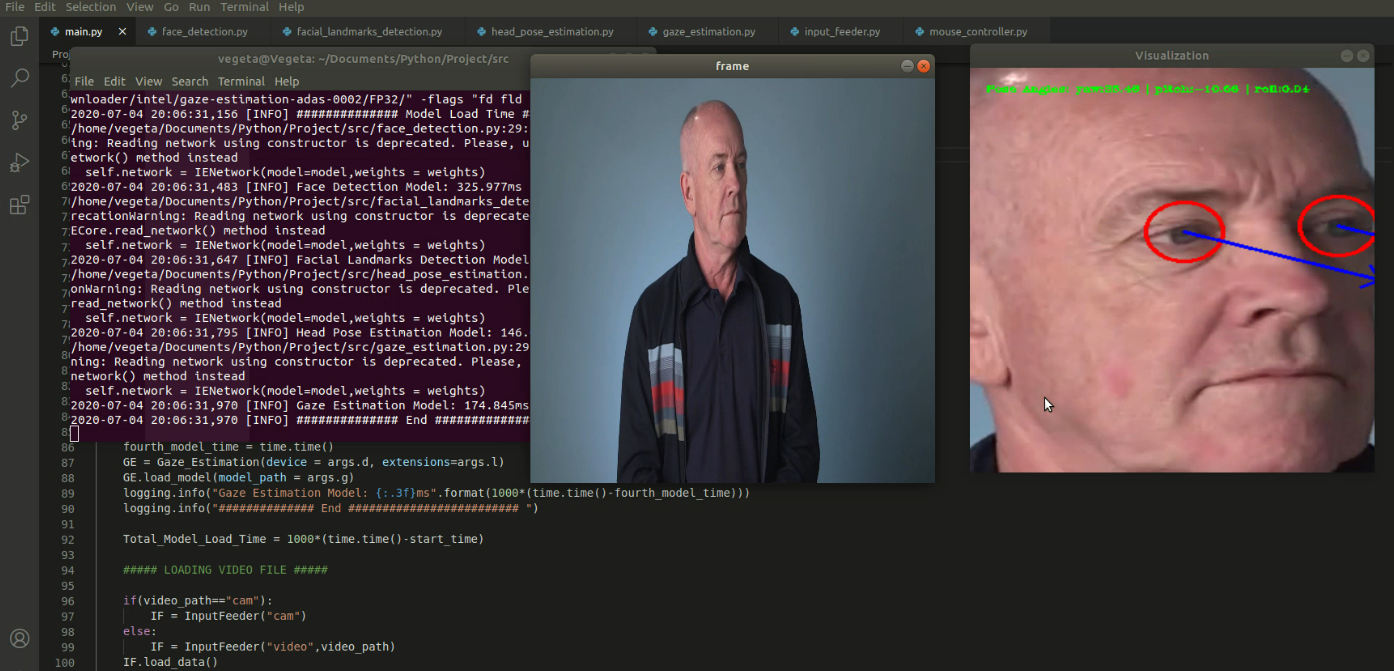 File Edit Selection View Go Run Terminal Help
main.py face_detection.py facial_landmarks_detection.py head_pose_estimation.py gaze_estimation.py input_feeder.py mouse_controller.py
vegeta@Vegeta: ~/Documents/Python/Project/src
File Edit View Search Terminal Help
wnloader/intel/gaze-estimation-adas-0002/FP32/" -flags "fd fld
2020-07-04 20:06:31,156 [INFO] ############## Model Load Time #
/home/vegeta/Documents/Python/Project/src/face_detection.py:29:
ing: Reading network using constructor is deprecated. Please, u
etwork() method instead
self.network = IENetwork(model=model,weights = weights)
2020-07-04 20:06:31,483 [INFO] Face Detection Model: 325.977ms
/home/vegeta/Documents/Python/Project/src/facial_landmarks_dete
recationWarning: Reading network using constructor is deprecate
ECore.read_network() method instead
self.network = IENetwork(model=model,weights = weights)
2020-07-04 20:06:31,647 [INFO] Facial Landmarks Detection Model
/home/vegeta/Documents/Python/Project/src/head_pose_estimation.
onWarning: Reading network using constructor is deprecated. Ple
read_network() method instead
self.network = IENetwork(model=model,weights = weights)
2020-07-04 20:06:31,795 [INFO] Head Pose Estimation Model: 146.
/home/vegeta/Documents/Python/Project/src/gaze_estimation.py:29
ning: Reading network using constructor is deprecated. Please,
network() method instead
self.network = IENetwork(model=model,weights = weights)
2020-07-04 20:06:31,970 [INFO] Gaze Estimation Model: 174.845ms
2020-07-04 20:06:31,970 [INFO] ############## End #############
frame
Visualization
86 fourth_model_time = time.time()
87 GE = Gaze_Estimation(device = args.d, extensions=args.l)
88 GE.load_model(model_path = args.g)
89 logging.info("Gaze Estimation Model: {:.3f}ms".format(1000*(time.time()-fourth_model_time)))
90 logging.info("############## End ######################### ")
91
92 Total_Model_Load_Time = 1000*(time.time()-start_time)
93
94 ##### LOADING VIDEO FILE #####
95
96 if(video_path=="cam"):
97 IF = InputFeeder("cam")
98 else:
99 IF = InputFeeder("video",video_path)
100 IF.load_data()